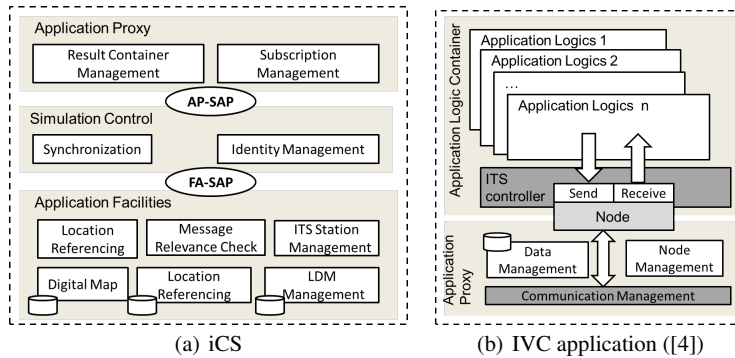 Application Proxy
Result Container
Management
Subscription
Management
AP-SAP
Simulation Control
Synchronization
Identity Management
FA-SAP
Application Facilities
Location
Referencing
Message
Relevance Check
ITS Station
Management
Digital Map
Location
Referencing
LDM
Management
(a) iCS
Application Logic Container
Application Logics 1
Application Logics 2
...
Application Logics n
ITS
controller
Send
Receive
Node
Application
Proxy
Data
Management
Node
Management
Communication Management
(b) IVC application ([4])